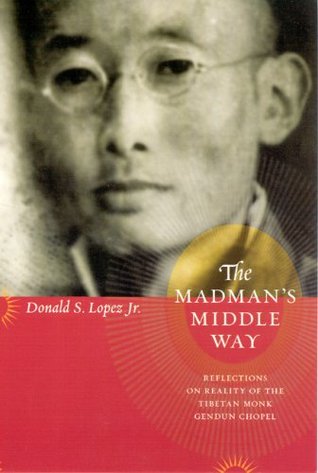 Donald S. Lopez Jr.
The
MADMAN'S
MIDDLE
WAY
REFLECTIONS
ON REALITY OF THE
TIBETAN MONK
GENDUN CHOPEL